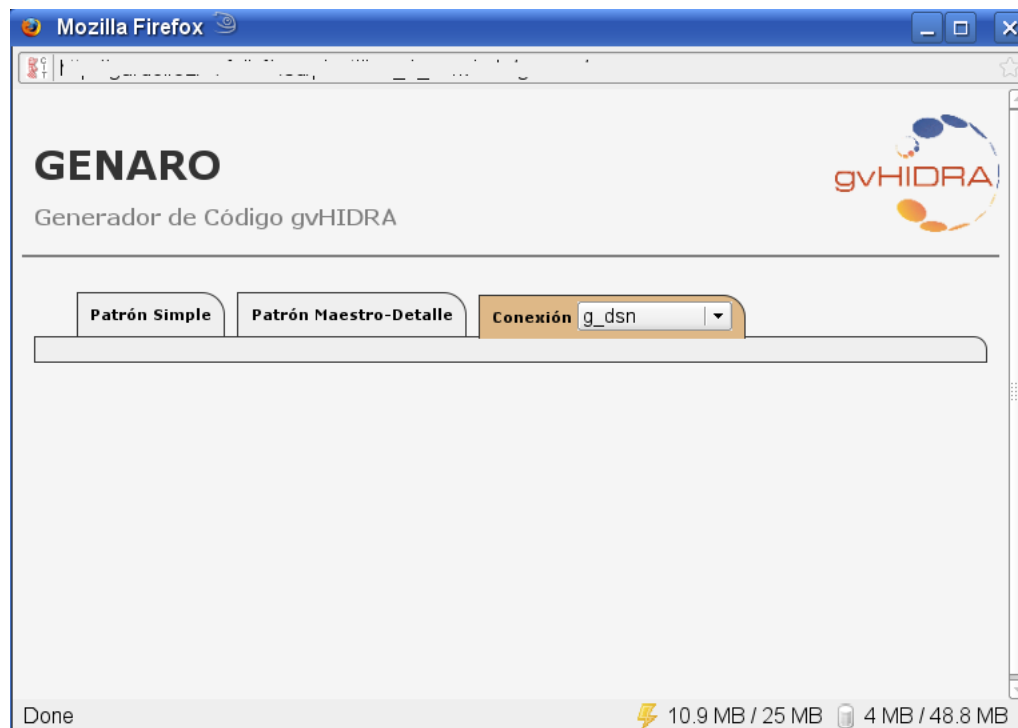 Mozilla Firefox
GENARO
gvHIDRA
Generador de Código gvHIDRA
Patrón Simple
Patrón Maestro-Detalle
Conexión g_dsn
Done
10.9 MB / 25 MB
4 MB / 48.8 MB